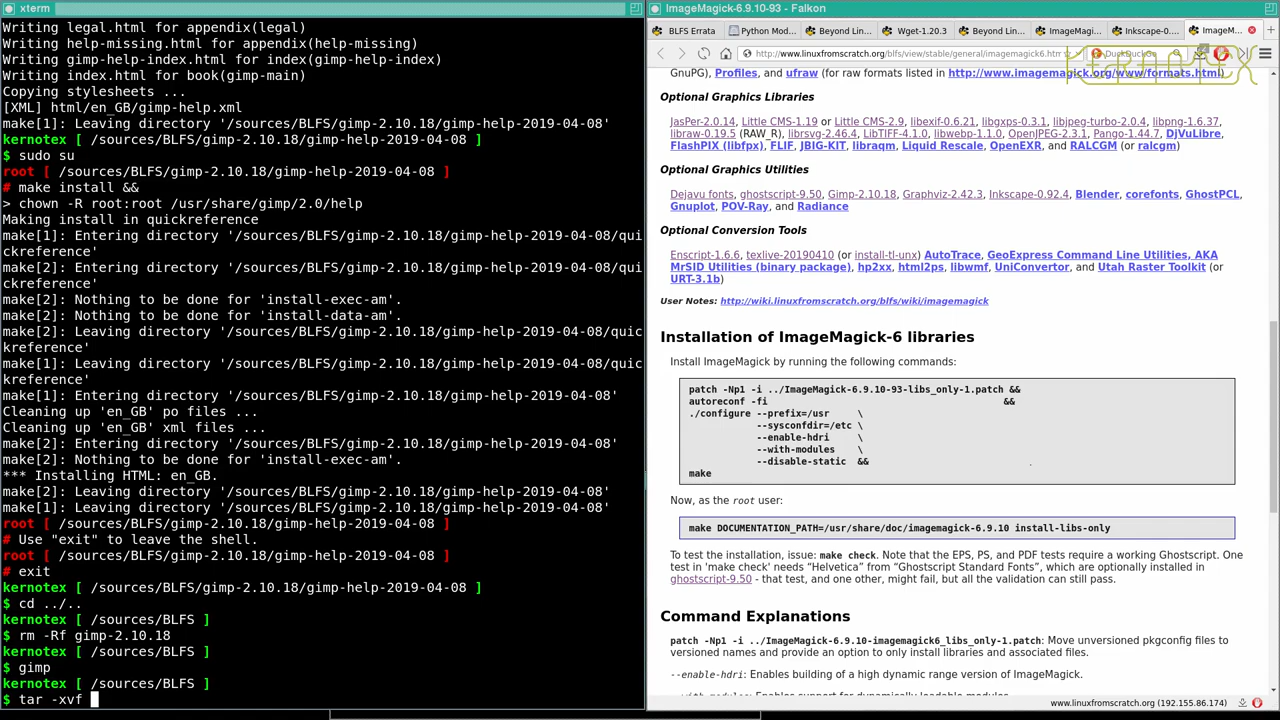 xterm
Writing legal.html for appendix(legal)
Writing help-missing.html for appendix(help-missing)
Writing gimp-help-index.html for index(gimp-help-index)
Writing index.html for book(gimp-main)
Copying stylesheets ...
[XML] html/en_GB/gimp-help.xml
make[1]: Leaving directory '/sources/BLFS/gimp-2.10.18/gimp-help-2019-04-08'
kernotex [ /sources/BLFS/gimp-2.10.18/gimp-help-2019-04-08 ]
$ sudo su
root [ /sources/BLFS/gimp-2.10.18/gimp-help-2019-04-08 ]
# make install &&
> chown -R root:root /usr/share/gimp/2.0/help
Making install in quickreference
make[1]: Entering directory '/sources/BLFS/gimp-2.10.18/gimp-help-2019-04-08/qui
ckreference'
make[2]: Entering directory '/sources/BLFS/gimp-2.10.18/gimp-help-2019-04-08/qui
ckreference'
make[2]: Nothing to be done for 'install-exec-am'.
make[2]: Nothing to be done for 'install-data-am'.
make[2]: Leaving directory '/sources/BLFS/gimp-2.10.18/gimp-help-2019-04-08/quic
kreference'
make[1]: Leaving directory '/sources/BLFS/gimp-2.10.18/gimp-help-2019-04-08/quic
kreference'
make[1]: Entering directory '/sources/BLFS/gimp-2.10.18/gimp-help-2019-04-08'
Cleaning up 'en_GB' po files ...
Cleaning up 'en_GB' xml files ...
make[2]: Entering directory '/sources/BLFS/gimp-2.10.18/gimp-help-2019-04-08'
make[2]: Nothing to be done for 'install-exec-am'.
*** Installing HTML: en_GB.
make[2]: Leaving directory '/sources/BLFS/gimp-2.10.18/gimp-help-2019-04-08'
make[1]: Leaving directory '/sources/BLFS/gimp-2.10.18/gimp-help-2019-04-08'
root [ /sources/BLFS/gimp-2.10.18/gimp-help-2019-04-08 ]
# Use "exit" to leave the shell.
root [ /sources/BLFS/gimp-2.10.18/gimp-help-2019-04-08 ]
# exit
kernotex [ /sources/BLFS/gimp-2.10.18/gimp-help-2019-04-08 ]
$ cd ../..
kernotex [ /sources/BLFS ]
$ rm -Rf gimp-2.10.18
kernotex [ /sources/BLFS ]
$ gimp
kernotex [ /sources/BLFS ]
$ tar -xvf
ImageMagick-6.9.10-93 - Falkon
BLFS Errata
Python Mod...
Beyond Lin...
Wget-1.20.3
Beyond Lin...
ImageMagi...
Inkscape-0...
ImageM...
http://www.linuxfromscratch.org/blfs/view/stable/general/imagemagick6.htm
DuckDuckGo
GnuPG), Profiles, and ufraw (for raw formats listed in http://www.imagemagick.org/www/formats.html)
Optional Graphics Libraries
JasPer-2.0.14, Little CMS-1.19 or Little CMS-2.9, libexif-0.6.21, libgxps-0.3.1, libjpeg-turbo-2.0.4, libpng-1.6.37,
libraw-0.19.5 (RAW_R), librsvg-2.46.4, LibTIFF-4.1.0, libwebp-1.1.0, OpenJPEG-2.3.1, Pango-1.44.7, DjVuLibre,
FlashPIX (libfpx), FLIF, JBIG-KIT, libraqm, Liquid Rescale, OpenEXR, and RALCGM (or ralcgm)
Optional Graphics Utilities
Dejavu fonts, ghostscript-9.50, Gimp-2.10.18, Graphviz-2.42.3, Inkscape-0.92.4, Blender, corefonts, GhostPCL,
Gnuplot, POV-Ray, and Radiance
Optional Conversion Tools
Enscript-1.6.6, texlive-20190410 (or install-tl-unx) AutoTrace, GeoExpress Command Line Utilities, AKA
MrSID Utilities (binary package), hp2xx, html2ps, libwmf, UniConvertor, and Utah Raster Toolkit (or
URT-3.1b)
User Notes: http://wiki.linuxfromscratch.org/blfs/wiki/imagemagick
Installation of ImageMagick-6 libraries
Install ImageMagick by running the following commands:
patch -Np1 -i ../ImageMagick-6.9.10-93-libs_only-1.patch &&
autoreconf -fi &&
./configure --prefix=/usr \
--sysconfdir=/etc \
--enable-hdri \
--with-modules \
--disable-static &&
make
Now, as the root user:
make DOCUMENTATION_PATH=/usr/share/doc/imagemagick-6.9.10 install-libs-only
To test the installation, issue: make check. Note that the EPS, PS, and PDF tests require a working Ghostscript. One
test in 'make check' needs “Helvetica” from “Ghostscript Standard Fonts”, which are optionally installed in
ghostscript-9.50 - that test, and one other, might fail, but all the validation can still pass.
Command Explanations
patch -Np1 -i ../ImageMagick-6.9.10-imagemagick6_libs_only-1.patch: Move unversioned pkgconfig files to
versioned names and provide an option to only install libraries and associated files.
--enable-hdri: Enables building of a high dynamic range version of ImageMagick.
--with-modules: Enables support for dynamically loadable modules.
www.linuxfromscratch.org (192.155.86.174)